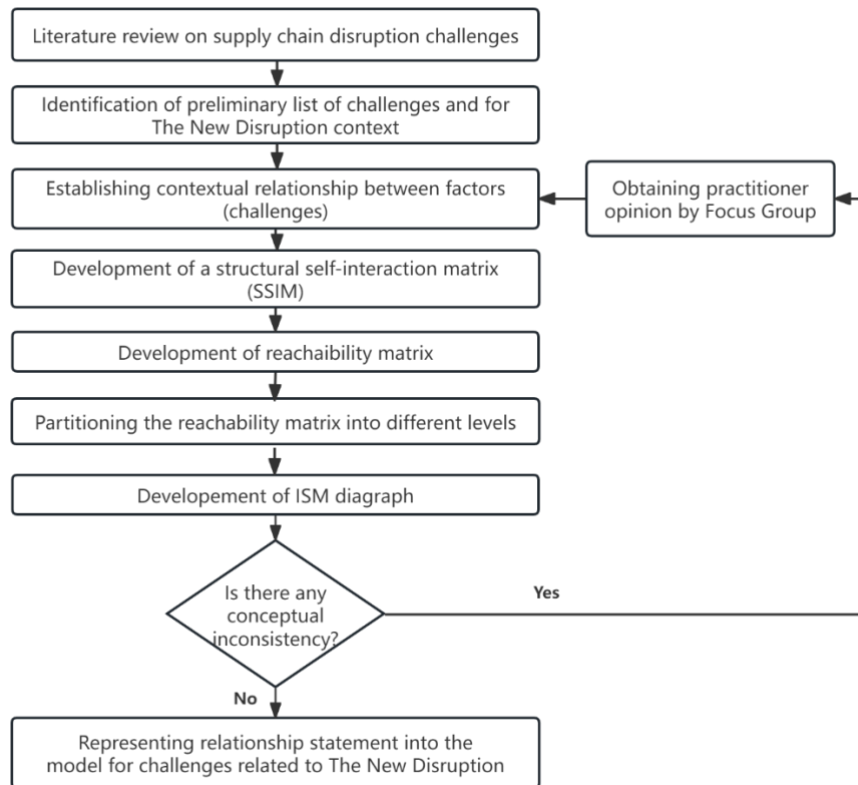 Literature review on supply chain disruption challenges
Identification of preliminary list of challenges and for
The New Disruption context
Establishing contextual relationship between factors
(challenges)
Obtaining practitioner
opinion by Focus Group
Development of a structural self-interaction matrix
(SSIM)
Development of reachaibility matrix
Partitioning the reachability matrix into different levels
Developement of ISM diagraph
Is there any
conceptual
inconsistency?
Yes
No
Representing relationship statement into the
model for challenges related to The New Disruption